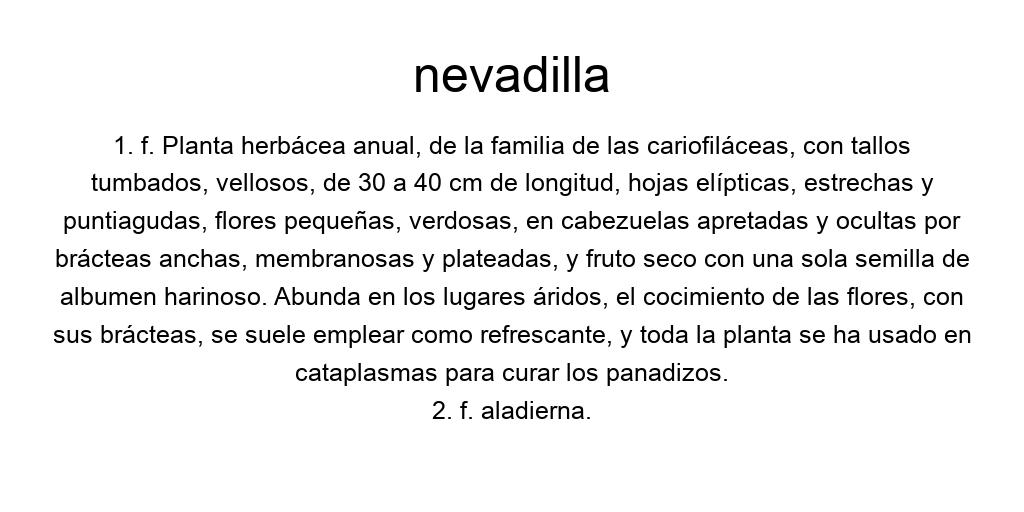 nevadilla
1. f. Planta herbácea anual, de la familia de las cariofiláceas, con tallos
tumbados, vellosos, de 30 a 40 cm de longitud, hojas elípticas, estrechas y
puntiagudas, flores pequeñas, verdosas, en cabezuelas apretadas y ocultas por
brácteas anchas, membranosas y plateadas, y fruto seco con una sola semilla de
albumen harinoso. Abunda en los lugares áridos, el cocimiento de las flores, con
sus brácteas, se suele emplear como refrescante, y toda la planta se ha usado en
cataplasmas para curar los panadizos.
2. f. aladierna.